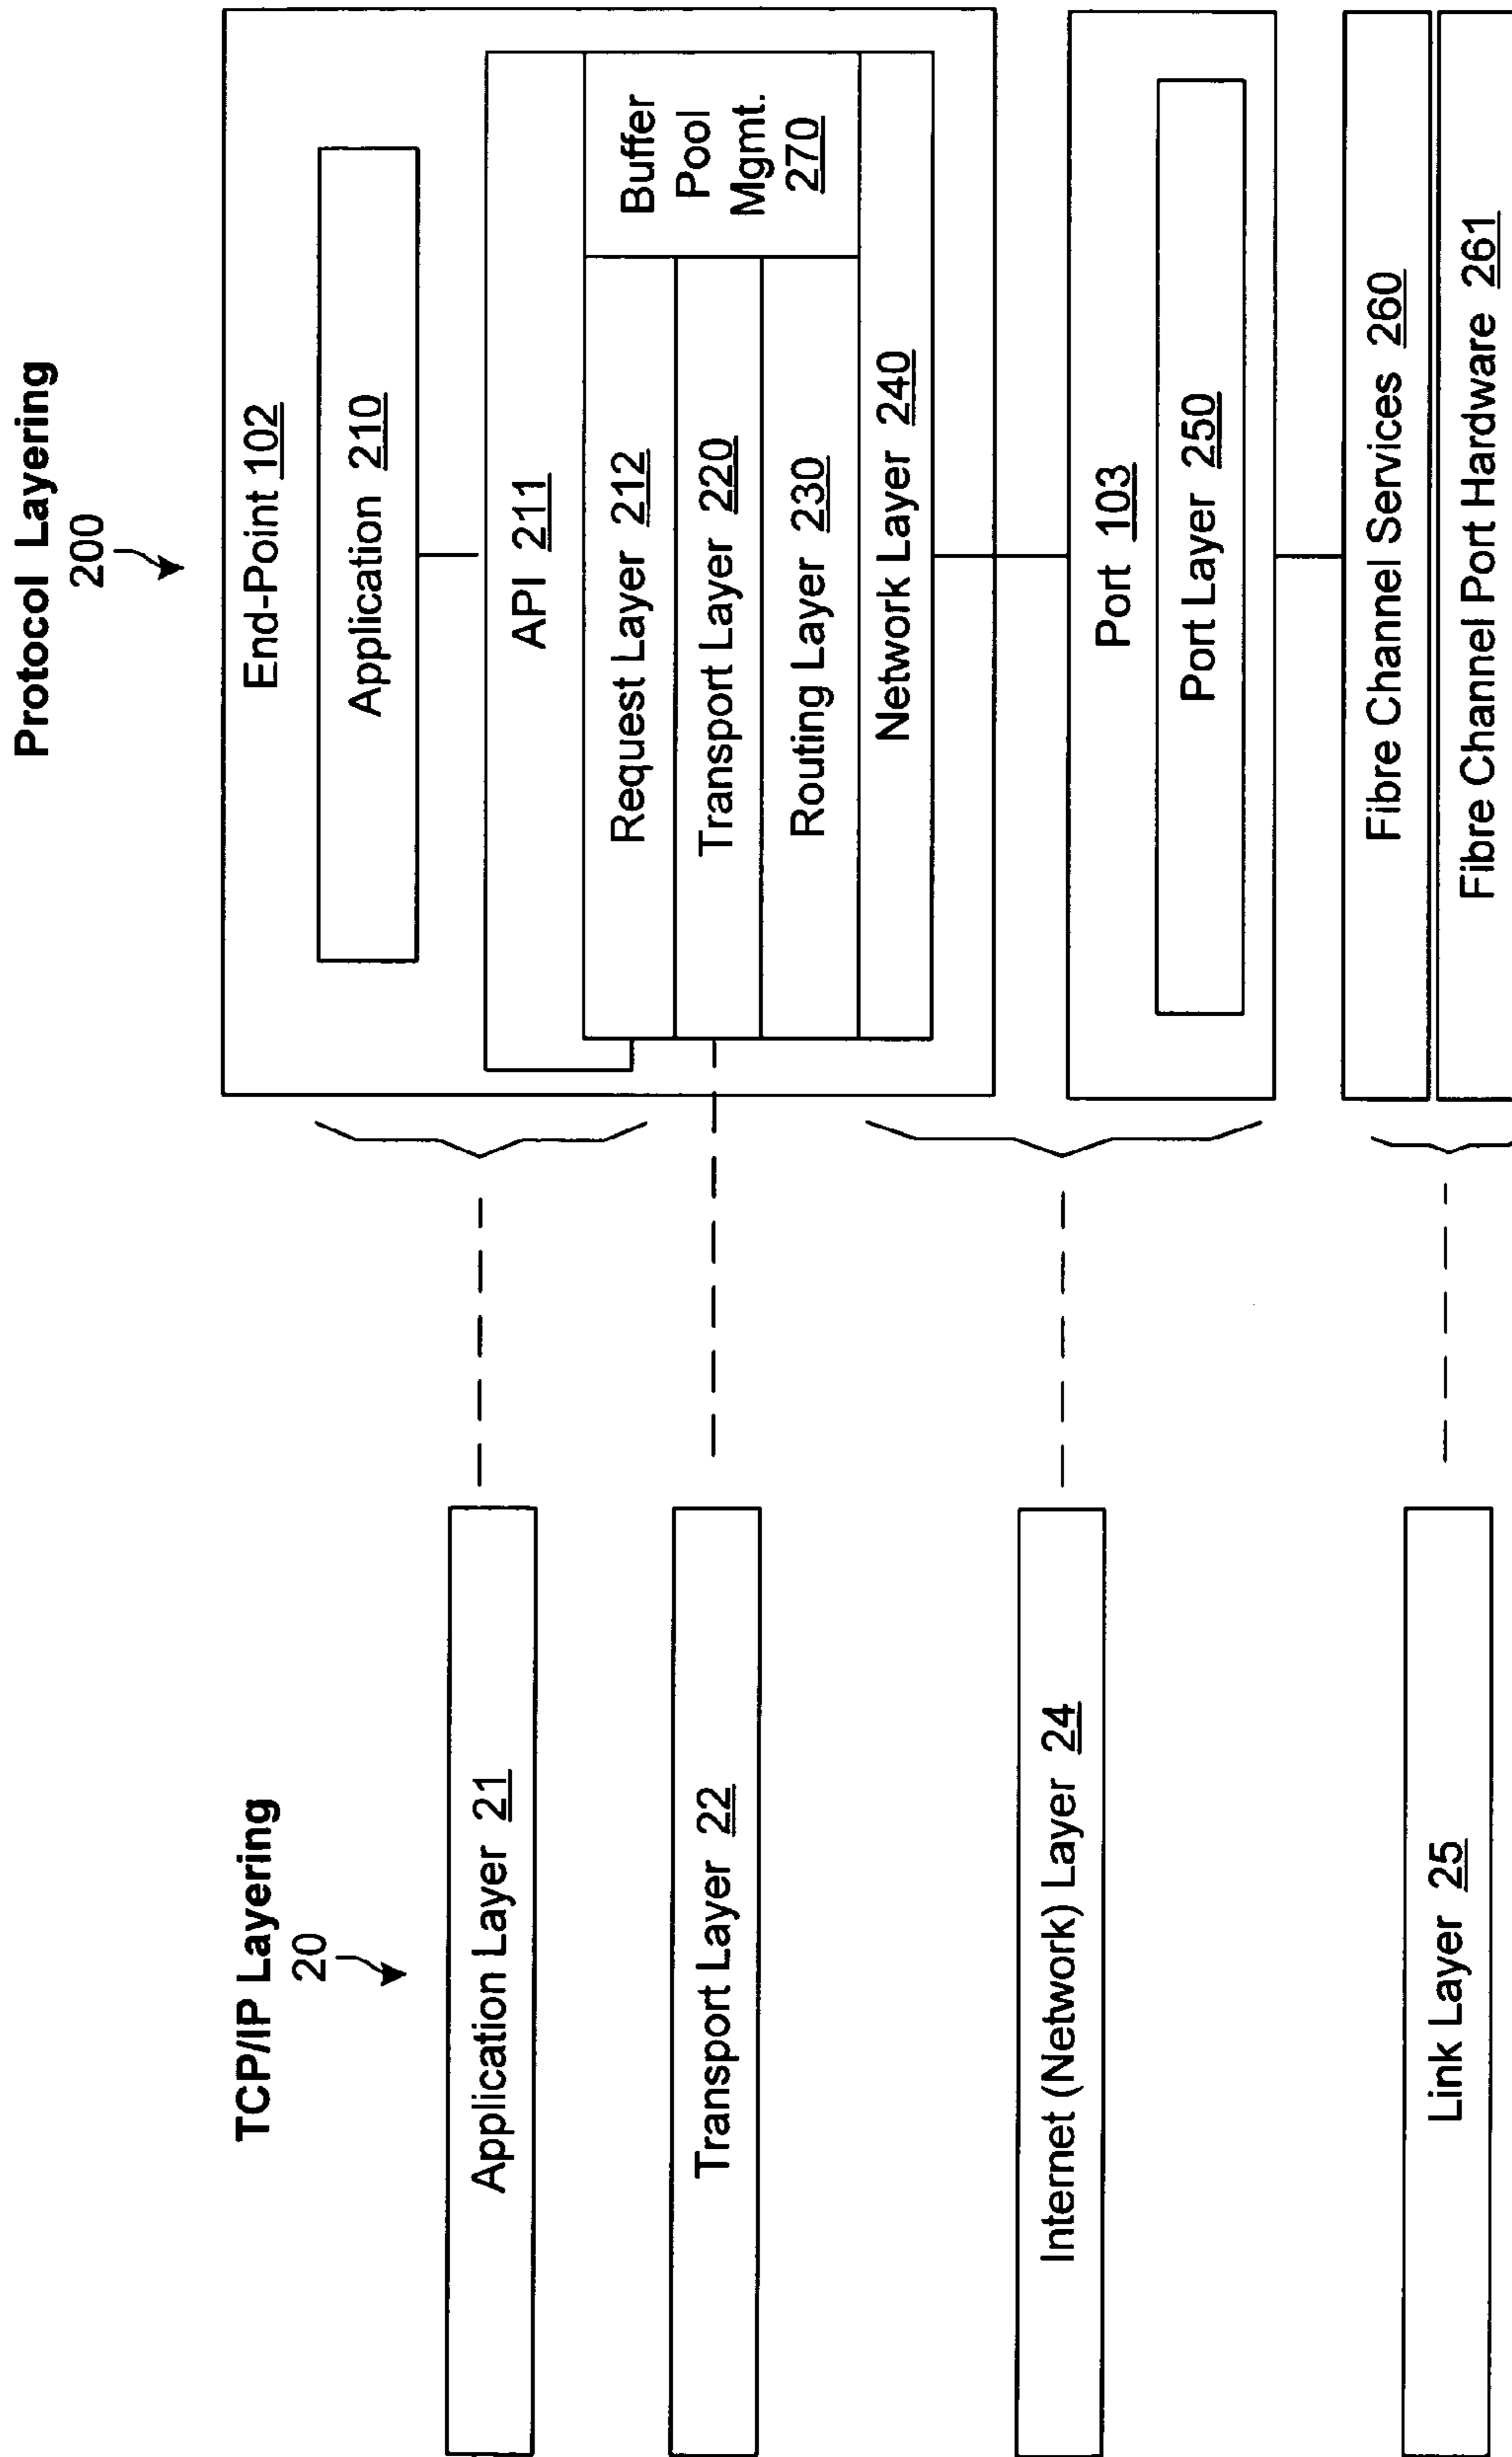 Protocol Layering
200
End-Point 102
Application 210
API 211
Request Layer 212
Transport Layer 220
Routing Layer 230
Buffer
Pool
Mgmt.
270
Network Layer 240
Port 103
Port Layer 250
Fibre Channel Services 260
Fibre Channel Port Hardware 261
TCP/IP Layering
20
Application Layer 21
Transport Layer 22
Internet (Network) Layer 24
Link Layer 25